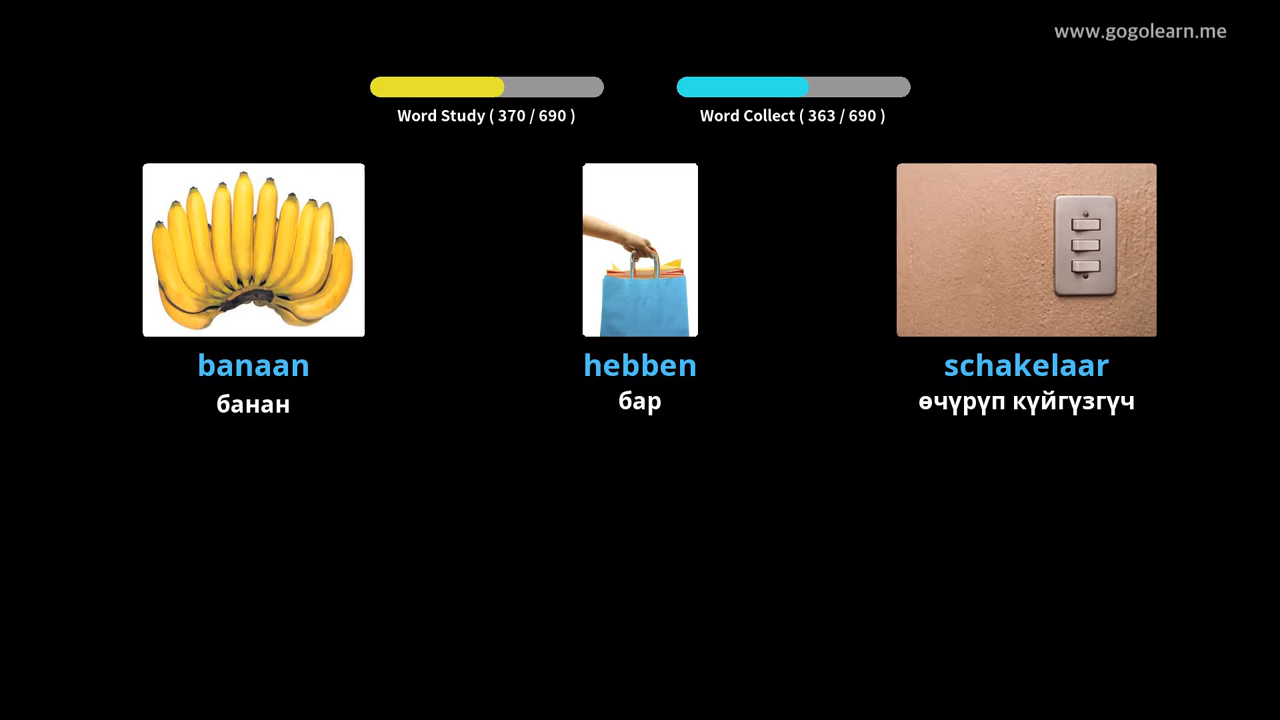 www.gogolearn.me
Word Study ( 370 / 690 )
Word Collect ( 363 / 690 )
banaan
hebben
schakelaar
банан
бар
өчүрүп күйгүзгүч